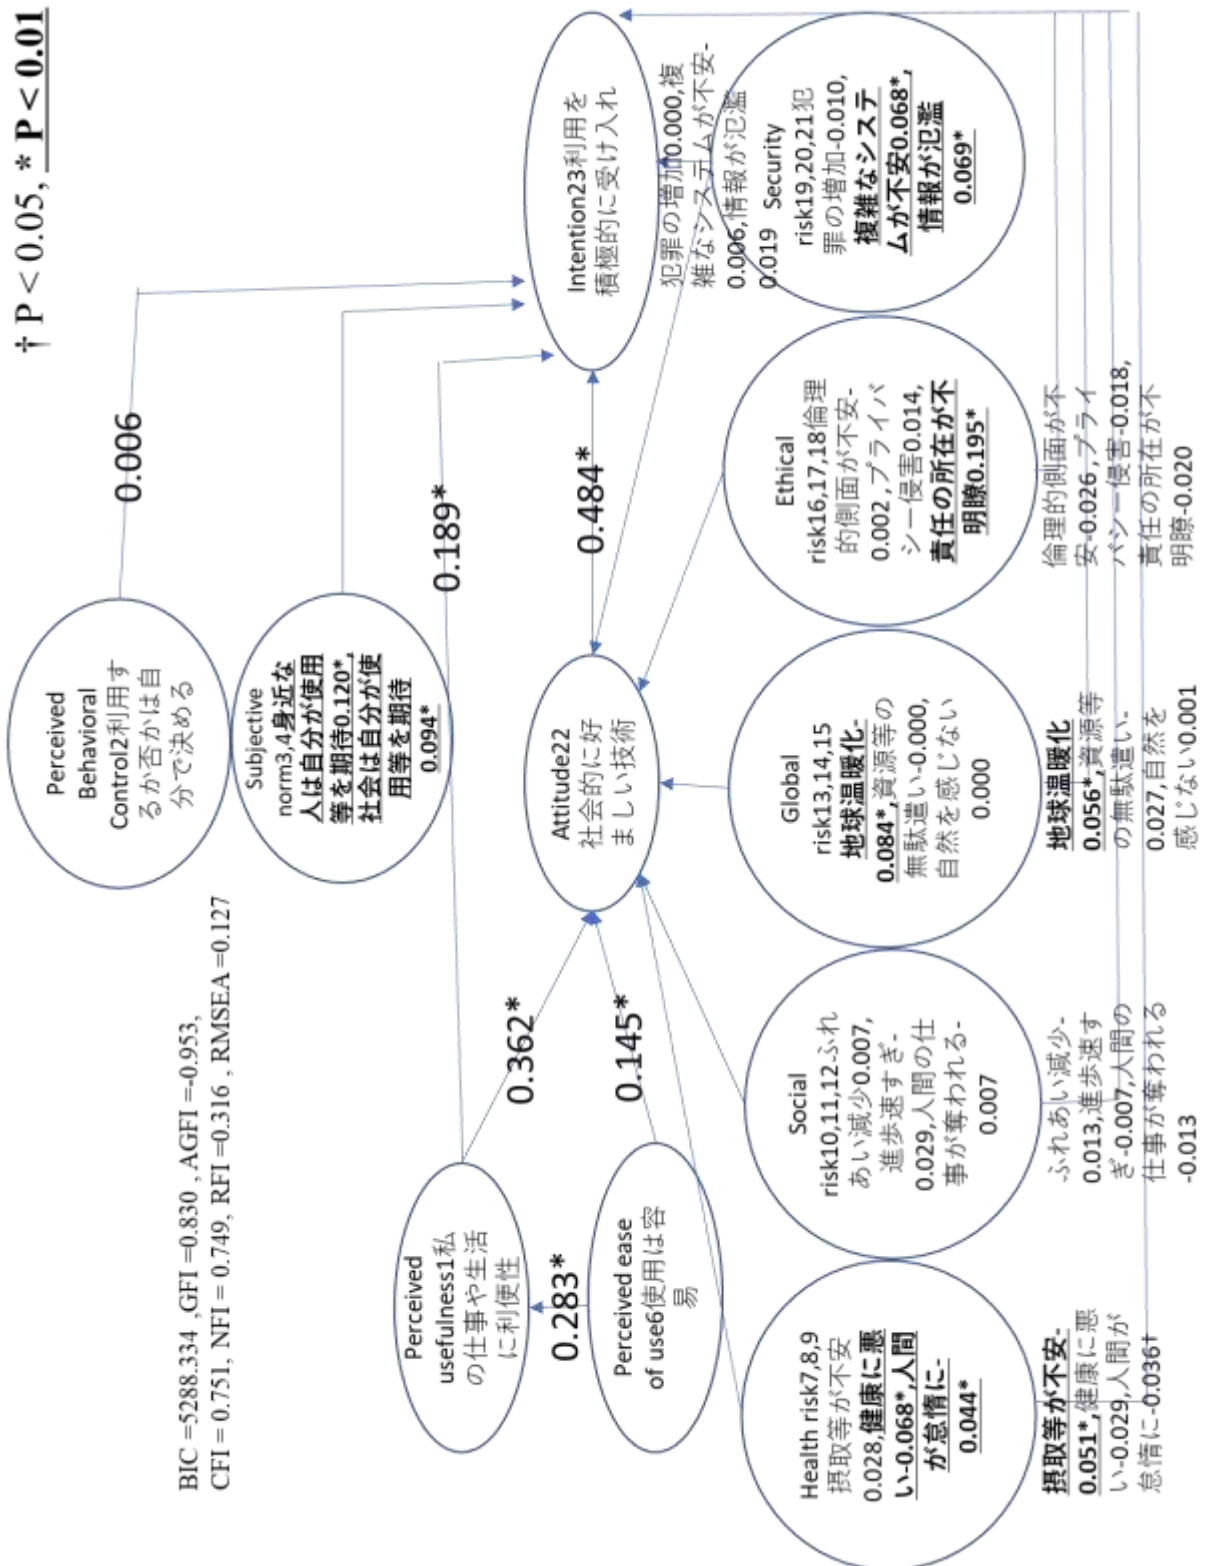 † P < 0.05, * P < 0.01
BIC =5288.334 ,GFI =0.830 , AGFI =-0.953,
CFI = 0.751, NFI = 0.749, RFI =0.316 , RMSEA =0.127
Perceived
Behavioral
Control2利用す
るか否かは自
分で決める
0.006
Subjective
norm3,4身近な
人は自分が使用
等を期待0.120*,
社会は自分が使
用等を期待
0.094*
0.189*
Perceived
usefulness1私
の仕事や生活
に利便性
0.283*
Perceived ease
of use6使用は容
易
0.362*
0.145*
Attitude22
社会的に好
ましい技術
0.484*
Intention23利用を
積極的に受け入れ
犯罪の増加0.000,複
雑なシステムが不安-
0.006,情報が氾濫
0.019
Health risk7,8,9
摂取等が不安
0.028,健康に悪
い-0.068*,人間
が怠惰に-
0.044*
Social
risk10,11,12-ふれ
あい減少0.007,
進歩速すぎ-
0.029,人間の仕
事が奪われる-
0.007
Global
risk13,14,15
地球温暖化-
0.084*,資源等の
無駄遣い-0.000,
自然を感じない
0.000
Ethical
risk16,17,18倫理
的側面が不安-
0.002 ,プライバ
シー侵害0.014,
責任の所在が不
明瞭0.195*
Security
risk19,20,21犯
罪の増加-0.010,
複雑なシステ
ムが不安0.068*,
情報が氾濫
0.069*
摂取等が不安-
0.051*,健康に悪
い-0.029,人間が
怠惰に-0.036†
-ふれあい減少-
0.013,進歩速す
ぎ-0.007,人間の
仕事が奪われる
-0.013
地球温暖化
0.056*,資源等
の無駄遣い-
0.027,自然を
感じない0.001
倫理的側面が不
安-0.026 ,プライ
バシー侵害-0.018,
責任の所在が不
明瞭-0.020